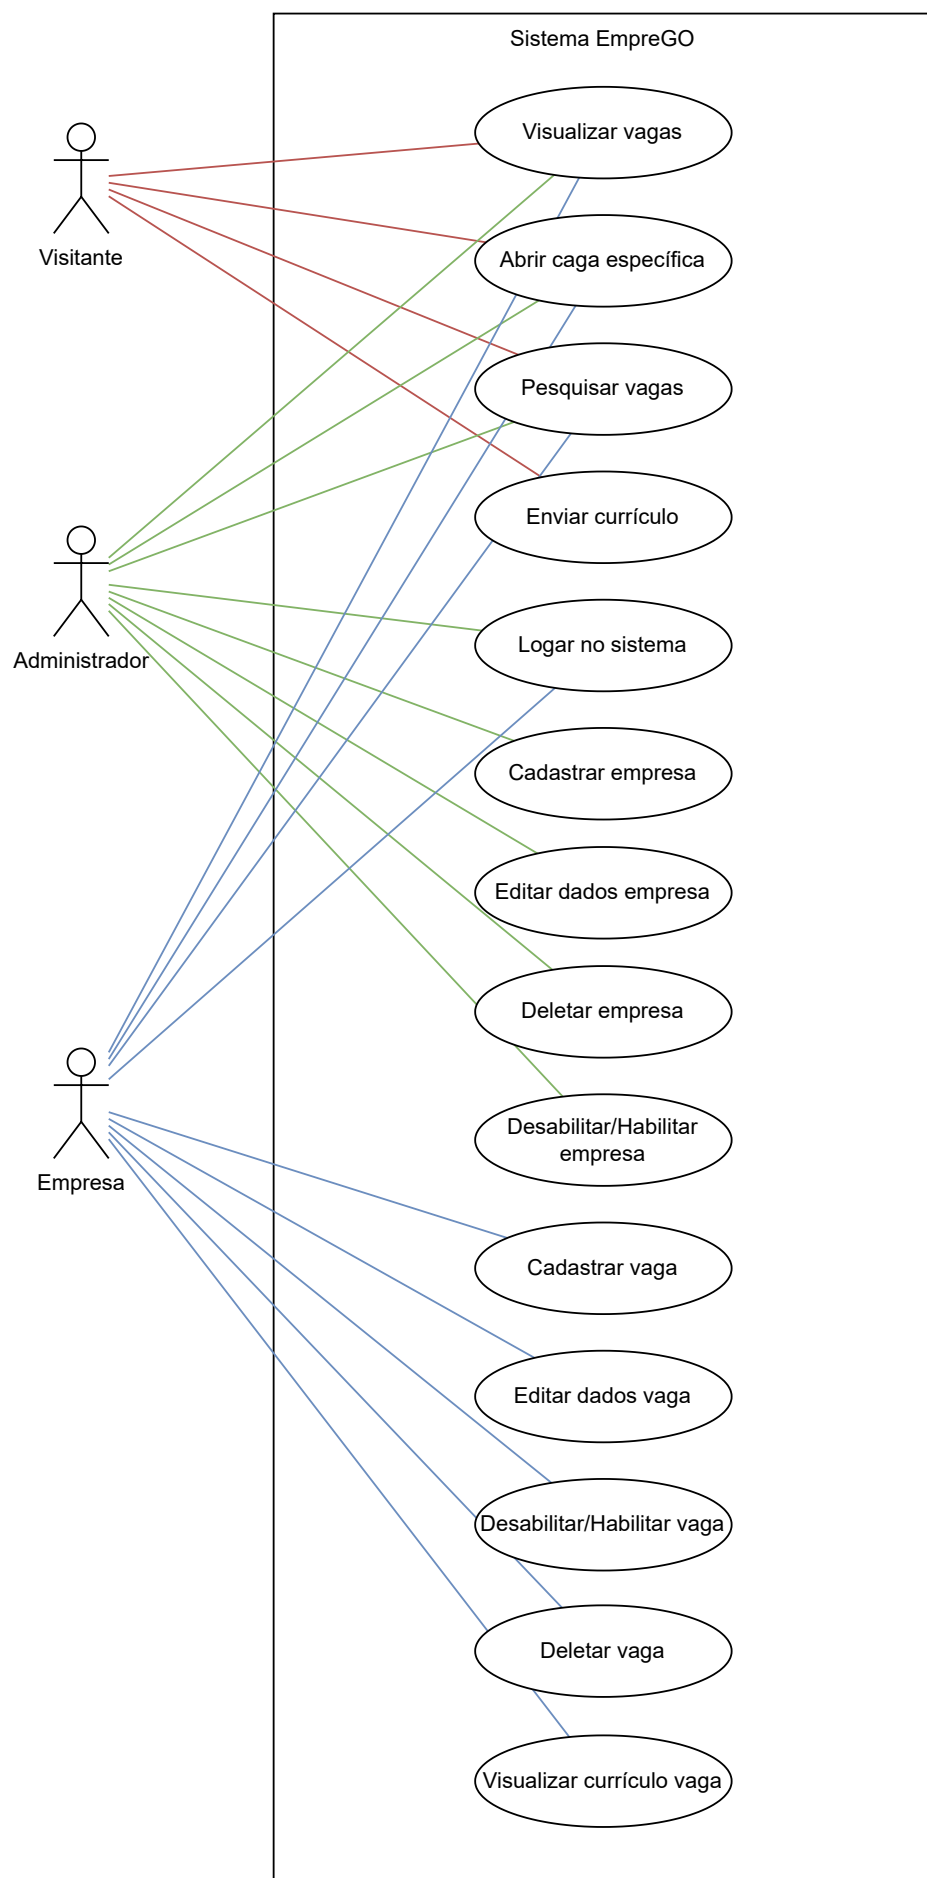 Sistema EmpreGO
Visualizar vagas
Visitante
Abrir caga específica
Pesquisar vagas
Enviar currículo
Logar no sistema
Administrador
Cadastrar empresa
Editar dados empresa
Deletar empresa
Desabilitar/Habilitar
empresa
Empresa
Cadastrar vaga
Editar dados vaga
Desabilitar/Habilitar vaga
Deletar vaga
Visualizar currículo vaga